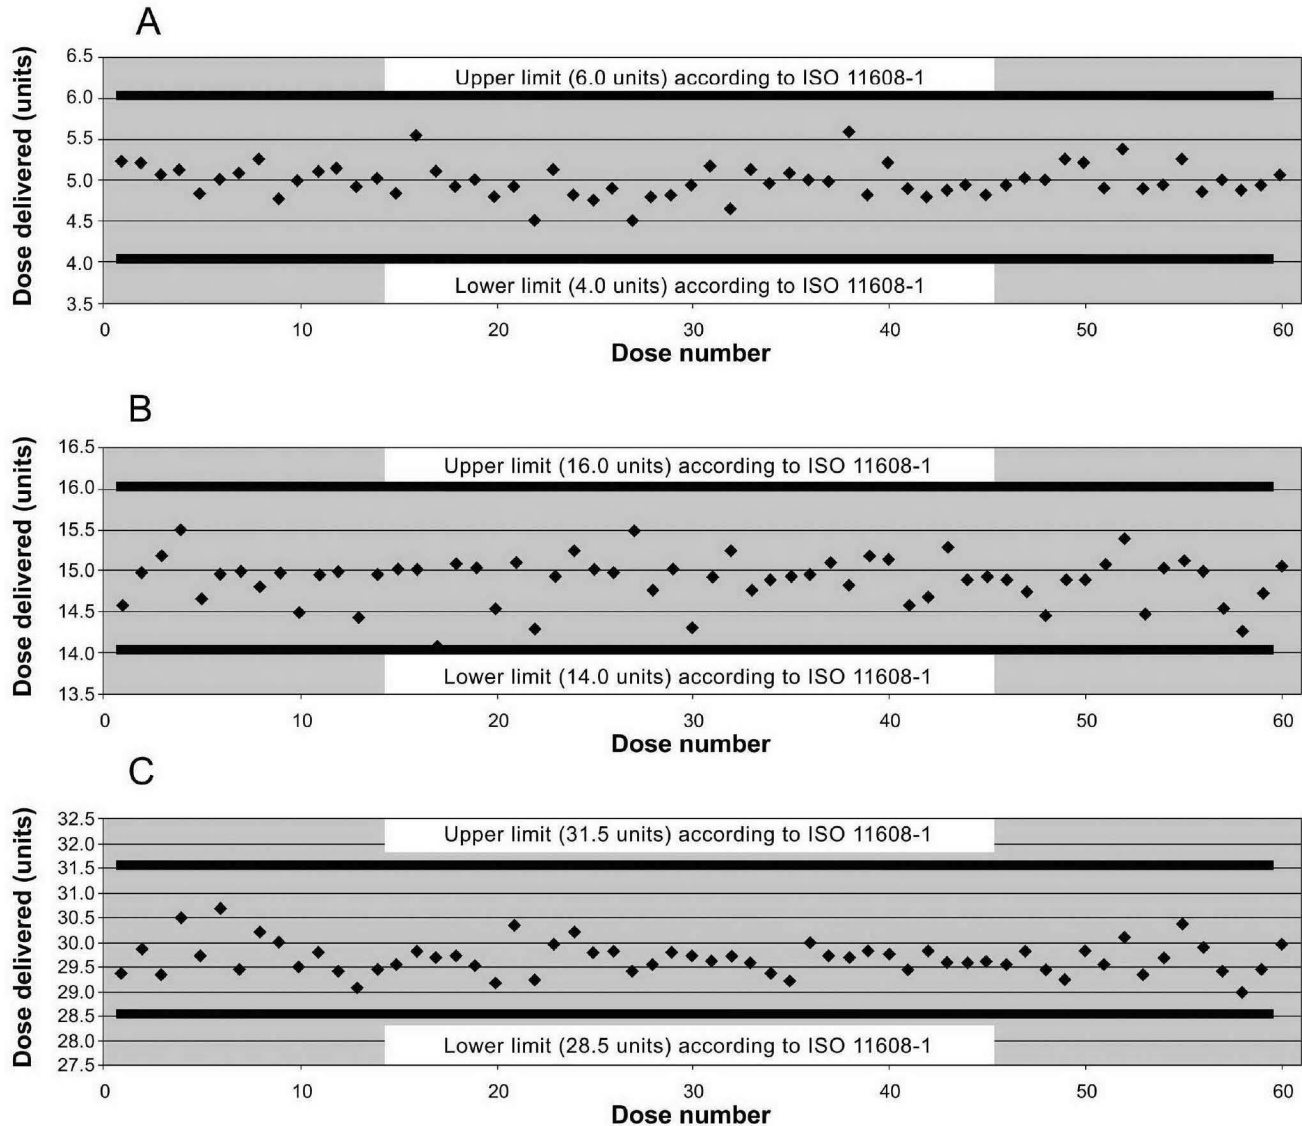 A
Dose delivered (units)
6.5
6.0
5.5
5.0
4.5
4.0
3.5
Upper limit (6.0 units) according to ISO 11608-1
Lower limit (4.0 units) according to ISO 11608-1
0 10 20 30 40 50 60
Dose number
B
Dose delivered (units)
16.5
16.0
15.5
15.0
14.5
14.0
13.5
Upper limit (16.0 units) according to ISO 11608-1
Lower limit (14.0 units) according to ISO 11608-1
0 10 20 30 40 50 60
Dose number
C
Dose delivered (units)
32.5
32.0
31.5
31.0
30.5
30.0
29.5
29.0
28.5
28.0
27.5
Upper limit (31.5 units) according to ISO 11608-1
Lower limit (28.5 units) according to ISO 11608-1
0 10 20 30 40 50 60
Dose number